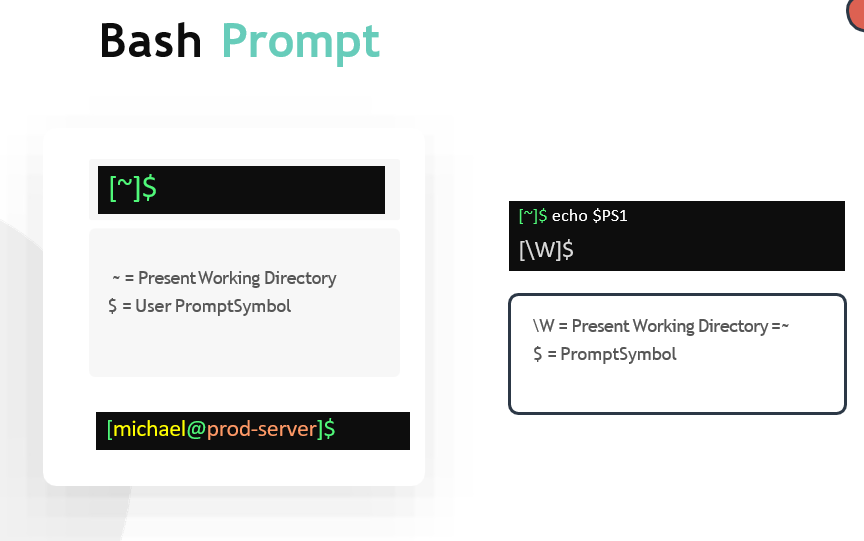 Bash Prompt
[~]$
~ = Present Working Directory
$ = User PromptSymbol
[michael@prod-server]$
[~]$ echo $PS1
[\W]$
\W = Present Working Directory =~
$ = PromptSymbol